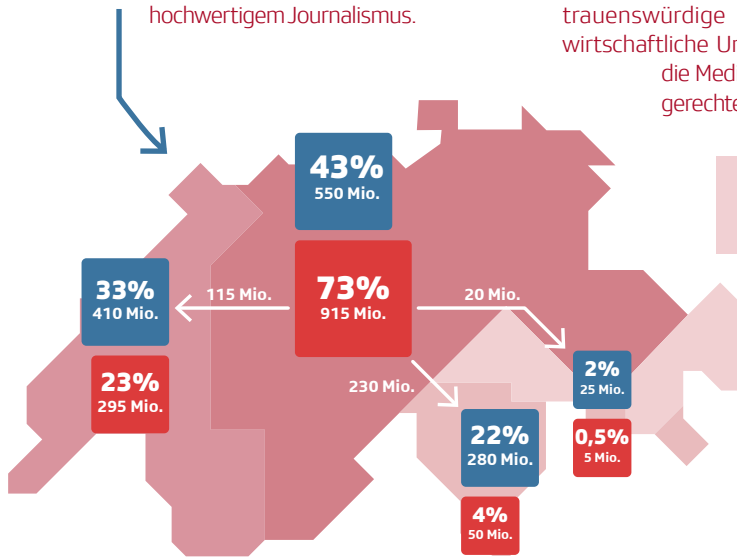 hochwertigem Journalismus.
trauenswürdige
wirtschaftliche
die
gerechte
43%
550 Mio.
73%
915 Mio.
33%
410 Mio.
23%
295 Mio.
115 Mio.
20 Mio.
230 Mio.
2%
25 Mio.
0,5%
5 Mio.
22%
280 Mio.
4%
50 Mio.